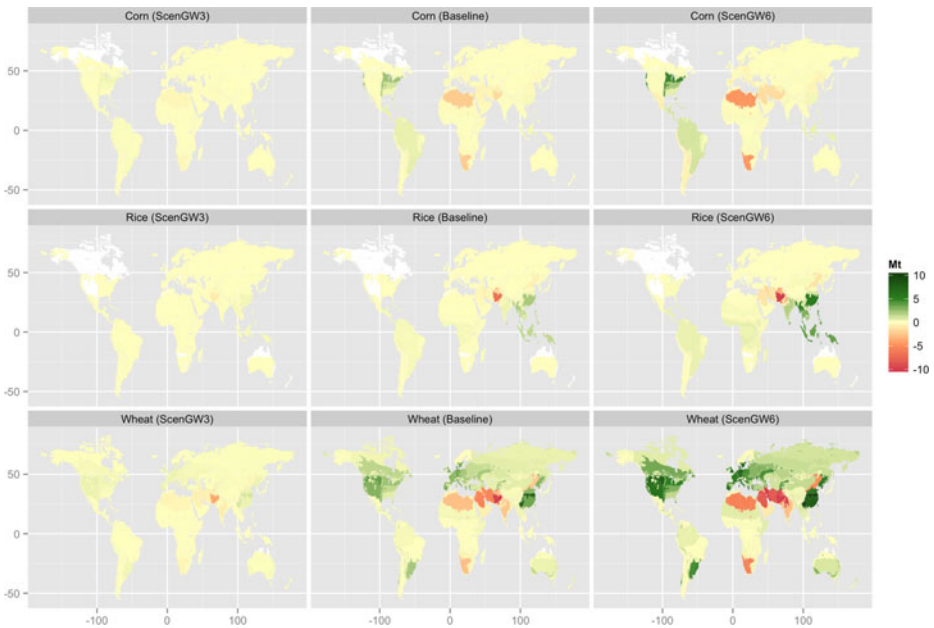 Corn (ScenGW3) Corn (Baseline) Corn (ScenGW6)
50
0
-50
Rice (ScenGW3) Rice (Baseline) Rice (ScenGW6)
50
0
-50
Mt
10
5
0
-5
-10
Wheat (ScenGW3) Wheat (Baseline) Wheat (ScenGW6)
50
0
-50
-100 0 100 -100 0 100 -100 0 100